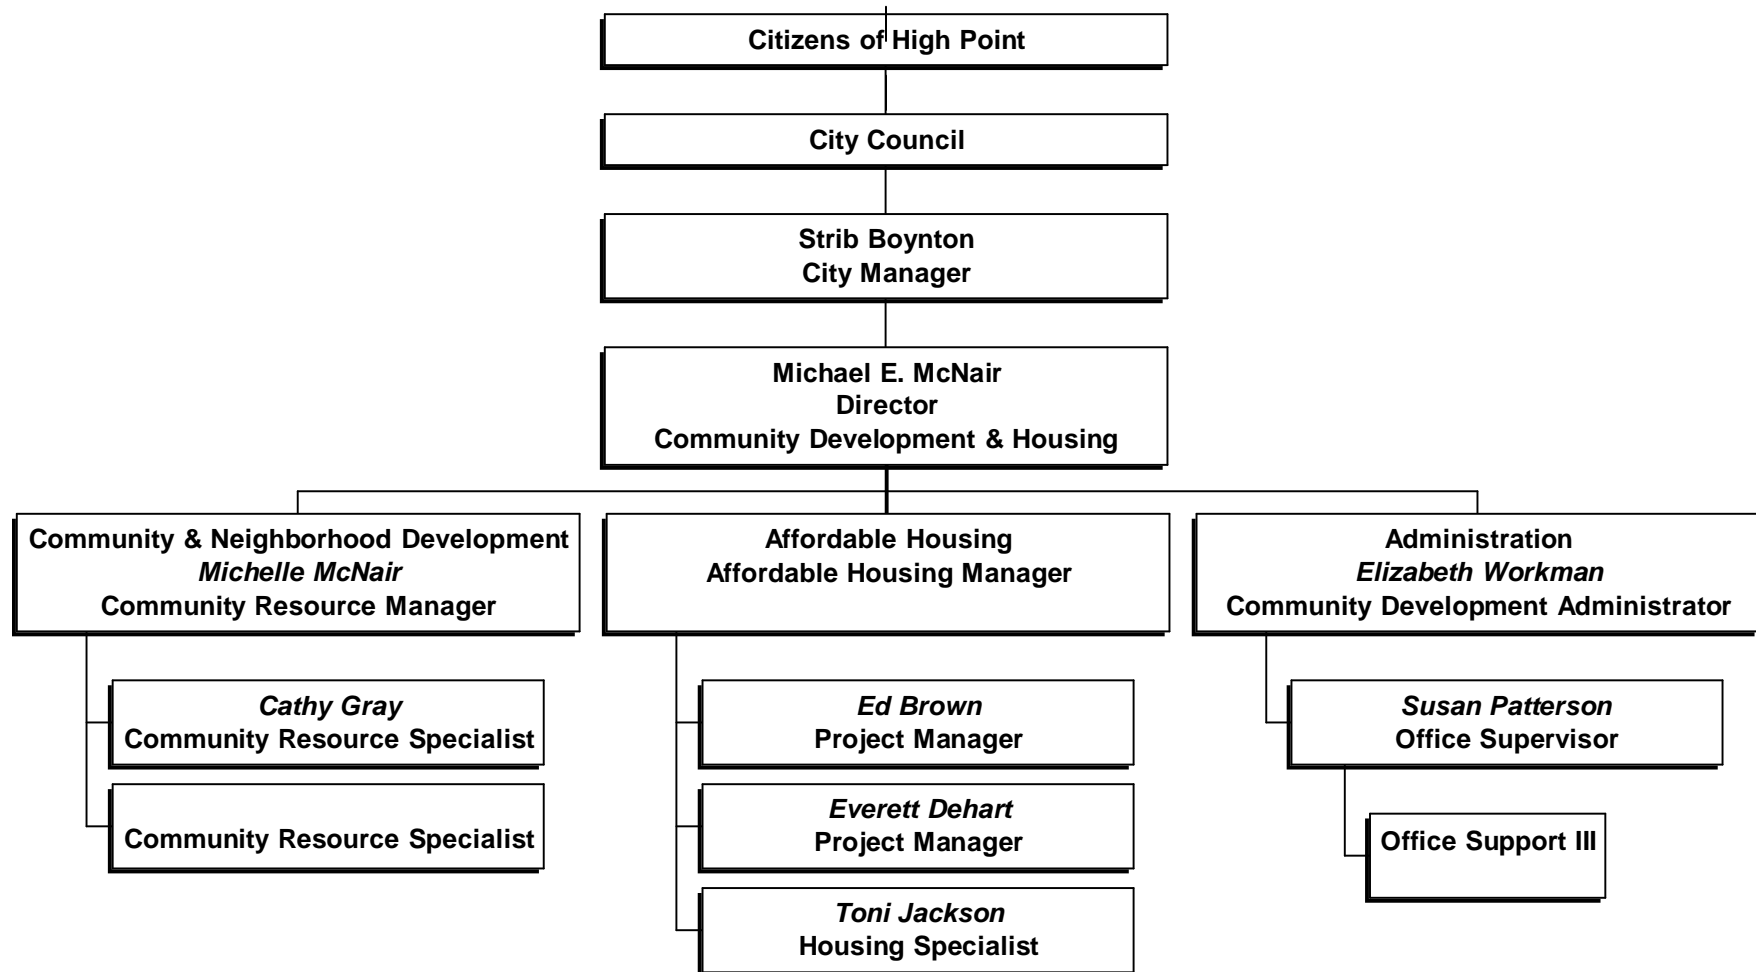 Citizens of High Point
City Council
Strib Boynton
City Manager
Michael E. McNair
Director
Community Development & Housing
Community & Neighborhood Development
Michelle McNair
Community Resource Manager
Cathy Gray
Community Resource Specialist
Community Resource Specialist
Affordable Housing
Affordable Housing Manager
Ed Brown
Project Manager
Everett Dehart
Project Manager
Toni Jackson
Housing Specialist
Administration
Elizabeth Workman
Community Development Administrator
Susan Patterson
Office Supervisor
Office Support III